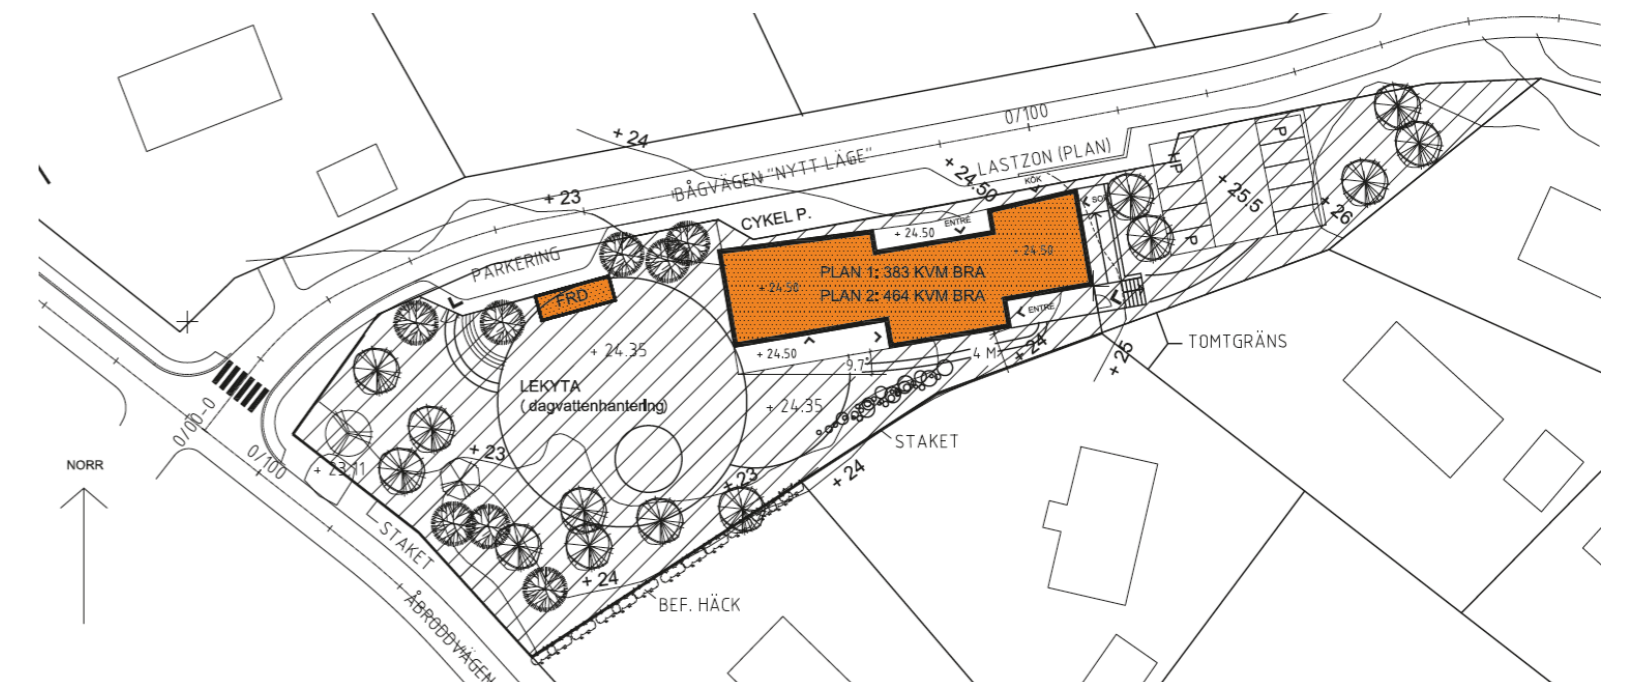 + 24
0/100
+ 23
BÅGVÄGEN "NYTT LÄGE"
+ 24.50
LASTZON (PLAN)
KÖK
HP
P
+ 25,5
+ 26
P
CYKEL P.
ENTRÉ
+ 24.50
PARKERING
FRD
+ 24.50
PLAN 1: 383 KVM BRA
PLAN 2: 464 KVM BRA
+ 24.50
ENTRÉ
+ 24.35
+ 24.50
9.7
4 M
+ 24
+ 25
TOMTGRÄNS
LEKYTA
( dagvattenhantering)
+ 24.35
0/00-0
0/100
+ 23.11
+ 23
STAKET
+ 24
+ 23
NORR
STAKET
+ 24
BEF. HÄCK
ÅBRODDVÄGEN